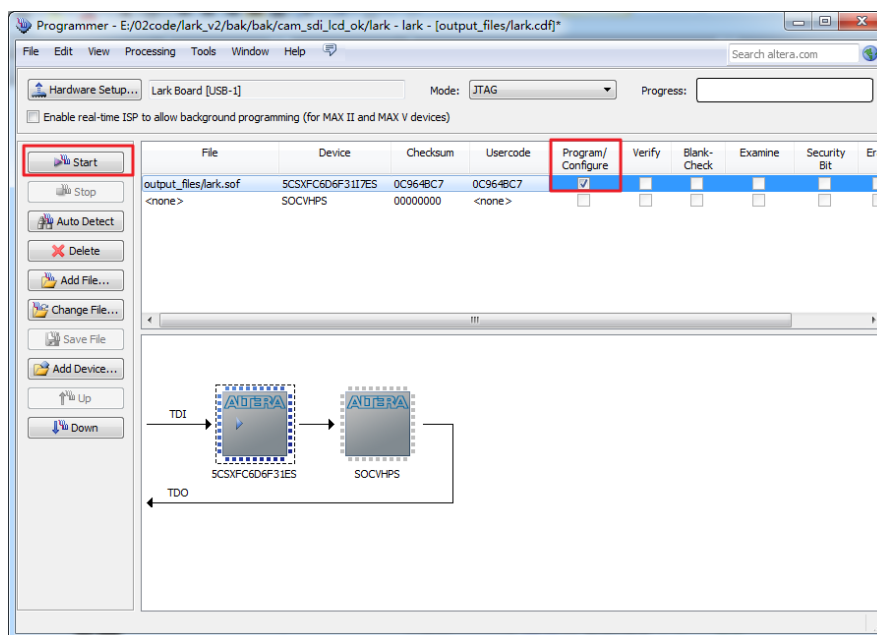 Programmer - E:/02code/lark_v2/bak/bak/cam_sdi_lcd_ok/lark - lark - [output_files/lark.cdf]*
File Edit View Processing Tools Window Help
Search altera.com
Hardware Setup... Lark Board [USB-1] Mode: JTAG Progress:
Enable real-time ISP to allow background programming (for MAX II and MAX V devices)
Start
Stop
Auto Detect
Delete
Add File...
Change File...
Save File
Add Device...
Up
Down
File Device Checksum Usercode Program/ Verify Blank- Examine Security Er
Configure Check Bit
output_files/lark.sof 5CSXFC6D6F31I7ES 0C964BC7 0C964BC7
<none> SOCVHPS 00000000 <none>
ALTERA ALTERA
TDI
5CSXFC6D6F31ES SOCVHPS
TDO